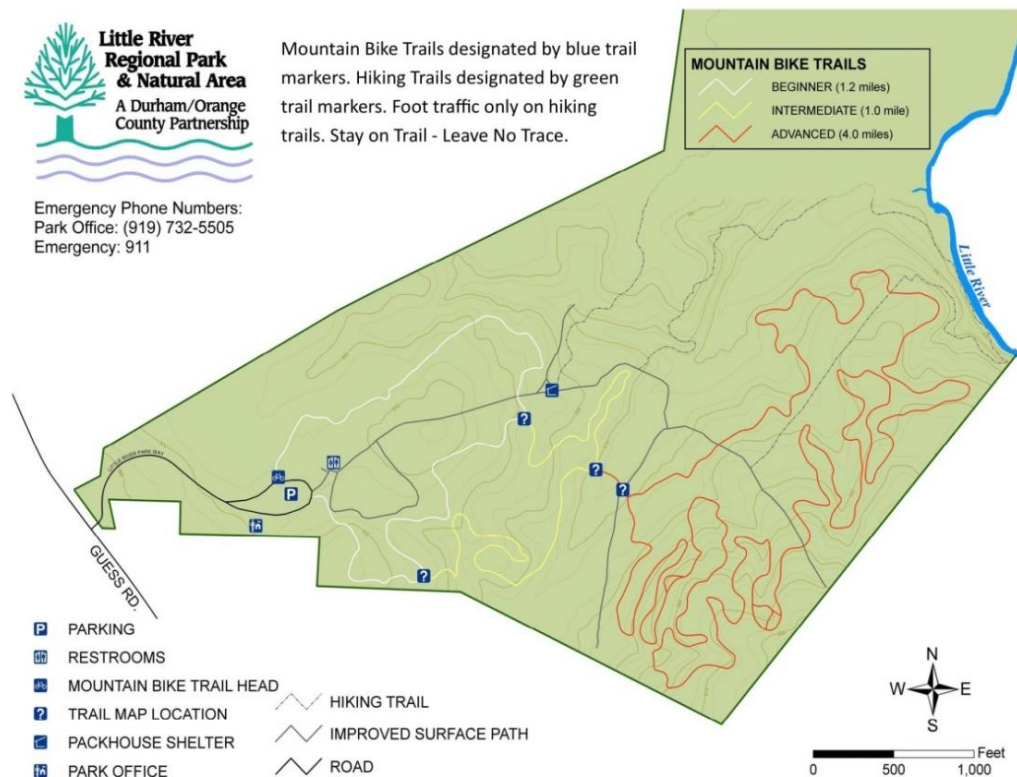 Little River
Regional Park
& Natural Area
A Durham/Orange
County Partnership
Mountain Bike Trails designated by blue trail
markers. Hiking Trails designated by green
trail markers. Foot traffic only on hiking
trails. Stay on Trail - Leave No Trace.
MOUNTAIN BIKE TRAILS
BEGINNER (1.2 miles)
INTERMEDIATE (1.0 mile)
ADVANCED (4.0 miles)
Emergency Phone Numbers:
Park Office: (919) 732-5505
Emergency: 911
Little River
?
?
?
?
LITTLE RIVER PARK WAY
P
GUESS RD.
P PARKING
RESTROOMS
MOUNTAIN BIKE TRAIL HEAD
? TRAIL MAP LOCATION
PACKHOUSE SHELTER
PARK OFFICE
HIKING TRAIL
IMPROVED SURFACE PATH
ROAD
N
W E
S
Feet
0 500 1,000